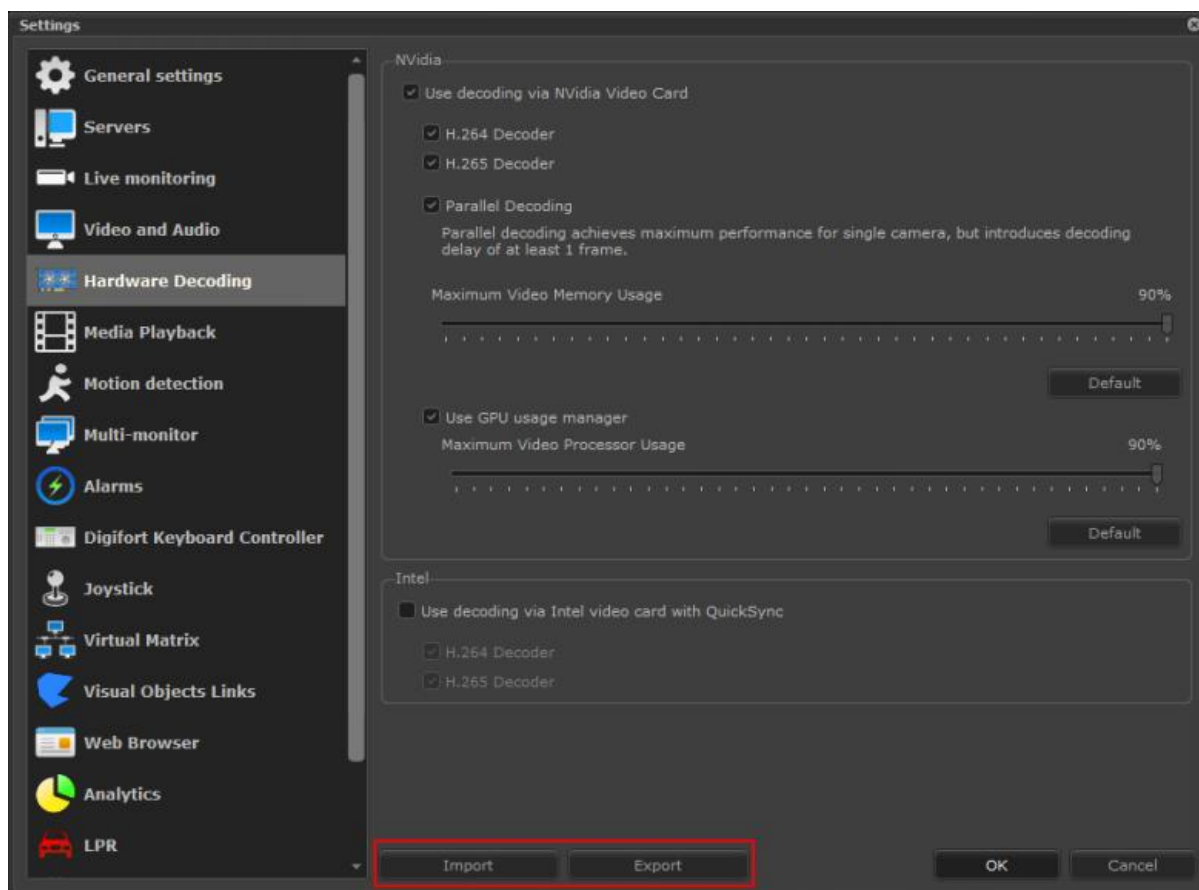 Settings
General settings
Servers
Live monitoring
Video and Audio
Hardware Decoding
Media Playback
Motion detection
Multi-monitor
Alarms
Digifort Keyboard Controller
Joystick
Virtual Matrix
Visual Objects Links
Web Browser
Analytics
LPR
NVidia
Use decoding via NVidia Video Card
H.264 Decoder
H.265 Decoder
Parallel Decoding
Parallel decoding achieves maximum performance for single camera, but introduces decoding
delay of at least 1 frame.
Maximum Video Memory Usage 90%
Default
Use GPU usage manager
Maximum Video Processor Usage 90%
Default
Intel
Use decoding via Intel video card with QuickSync
H.264 Decoder
H.265 Decoder
Import Export OK Cancel